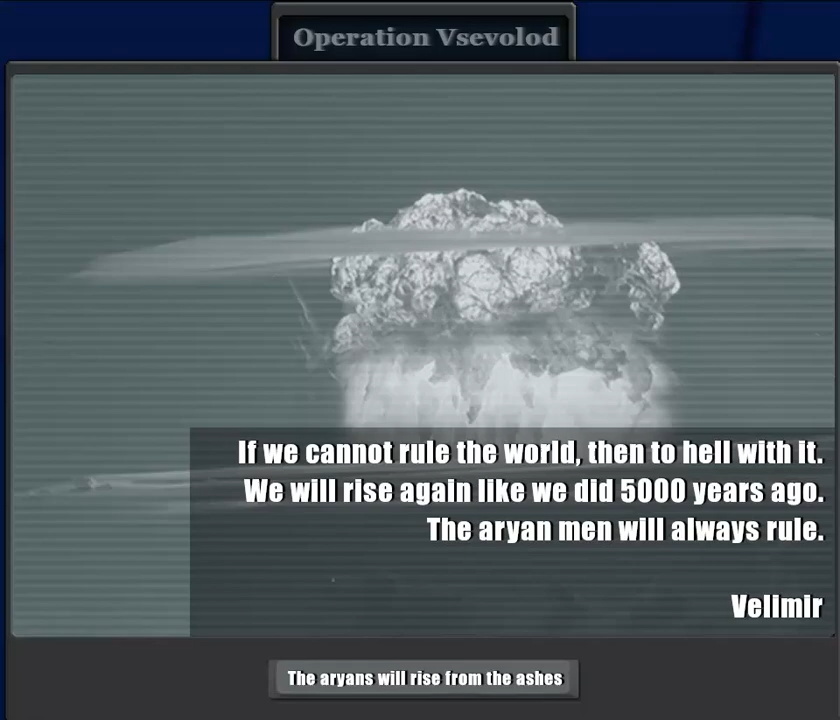 Operation Vsevolod
If we cannot rule the world, then to hell with it.
We will rise again like we did 5000 years ago.
The aryan men will always rule.
Velimir
The aryans will rise from the ashes